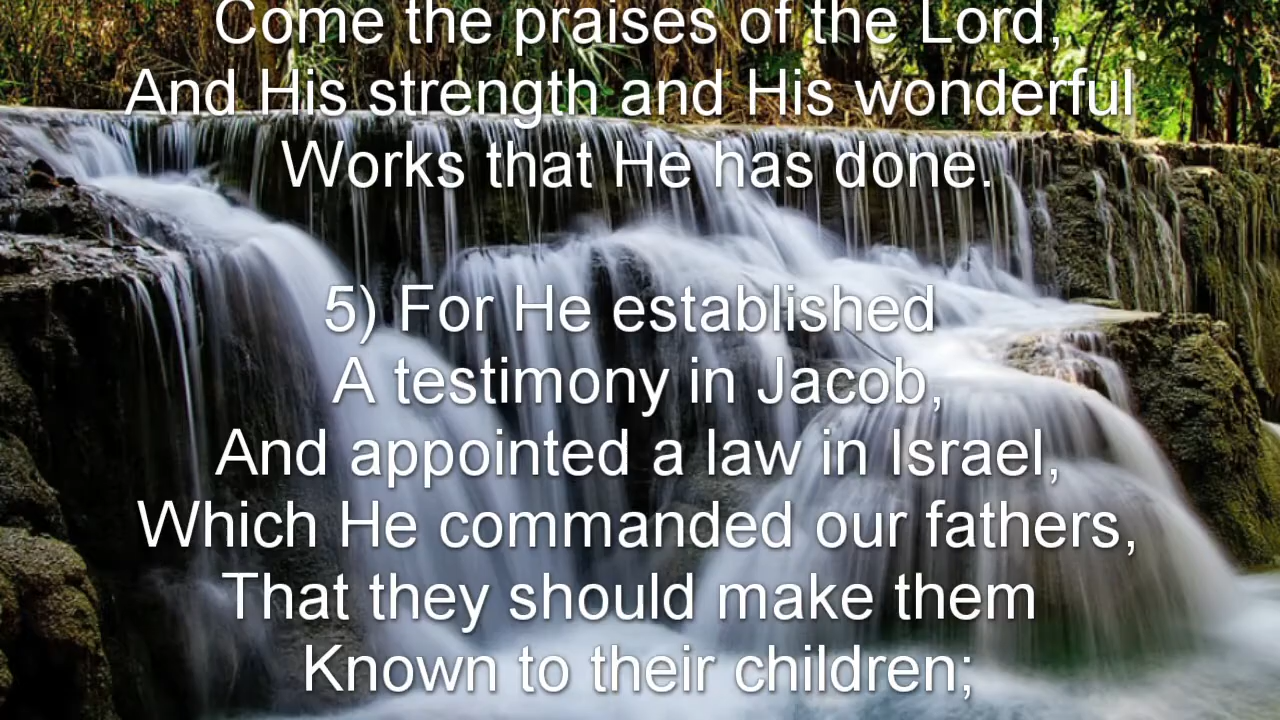 Come the praises of the Lord,
And His strength and His wonderful
Works that He has done.
5) For He established
A testimony in Jacob,
And appointed a law in Israel,
Which He commanded our fathers,
That they should make them
Known to their children;